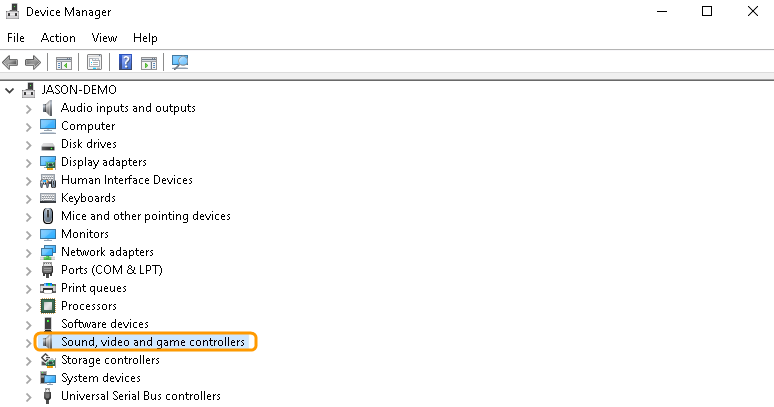 Device Manager
File Action View Help
JASON-DEMO
Audio inputs and outputs
Computer
Disk drives
Display adapters
Human Interface Devices
Keyboards
Mice and other pointing devices
Monitors
Network adapters
Ports (COM & LPT)
Print queues
Processors
Software devices
Sound, video and game controllers
Storage controllers
System devices
Universal Serial Bus controllers